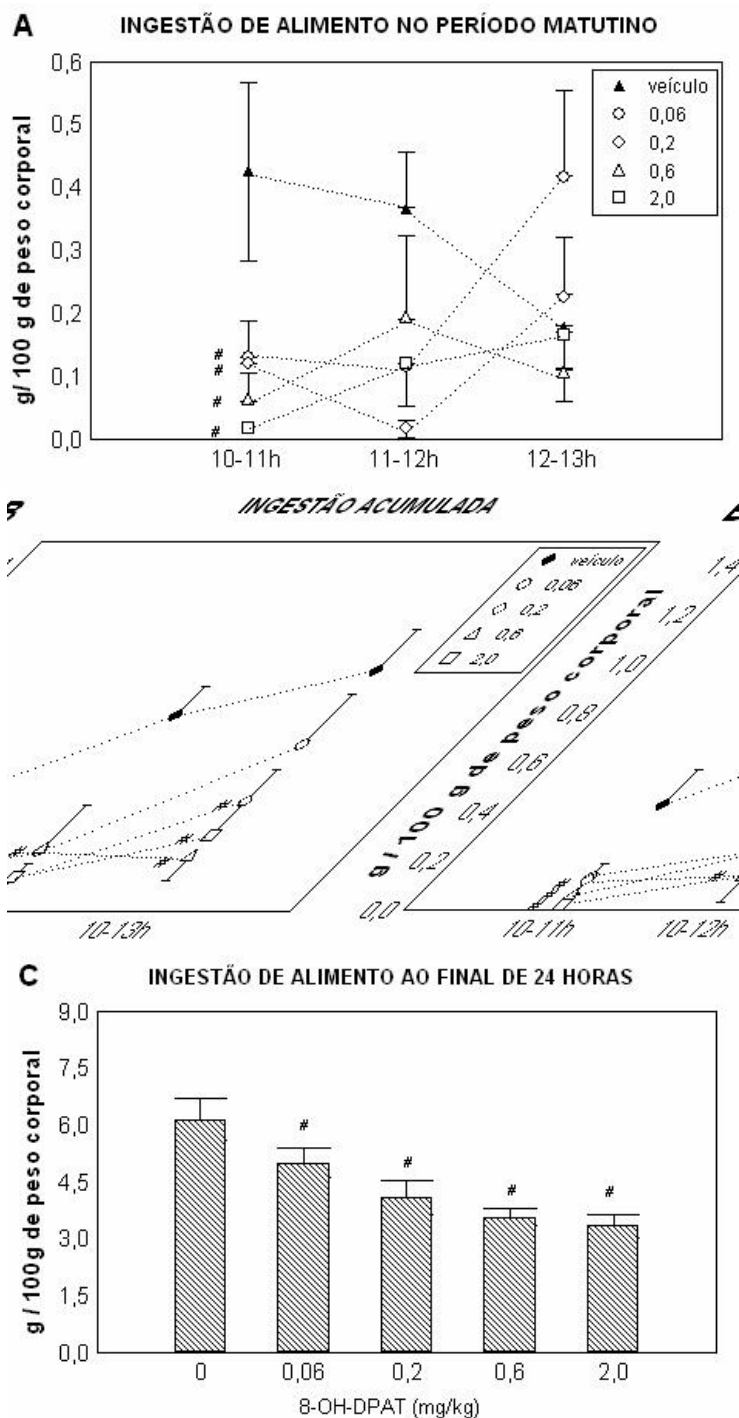 A INGESTÃO DE ALIMENTO NO PERÍODO MATUTINO
g/ 100 g de peso corporal
0,6
0,5
0,4
0,3
0,2
0,1
0,0
veículo
0,06
0,2
0,6
2,0
#
#
#
#
10-11h 11-12h 12-13h
INGESTÃO ACUMULADA
veículo
0,06
0,2
0,6
2,0
g / 100 g de peso corporal
1,4
1,2
1,0
0,8
0,6
0,4
0,2
0,0
10-13h 10-11h 10-12h
C INGESTÃO DE ALIMENTO AO FINAL DE 24 HORAS
g / 100g de peso corporal
9,0
7,5
6,0
4,5
3,0
1,5
0,0
# # # #
0 0,06 0,2 0,6 2,0
8-OH-DPAT (mg/kg)